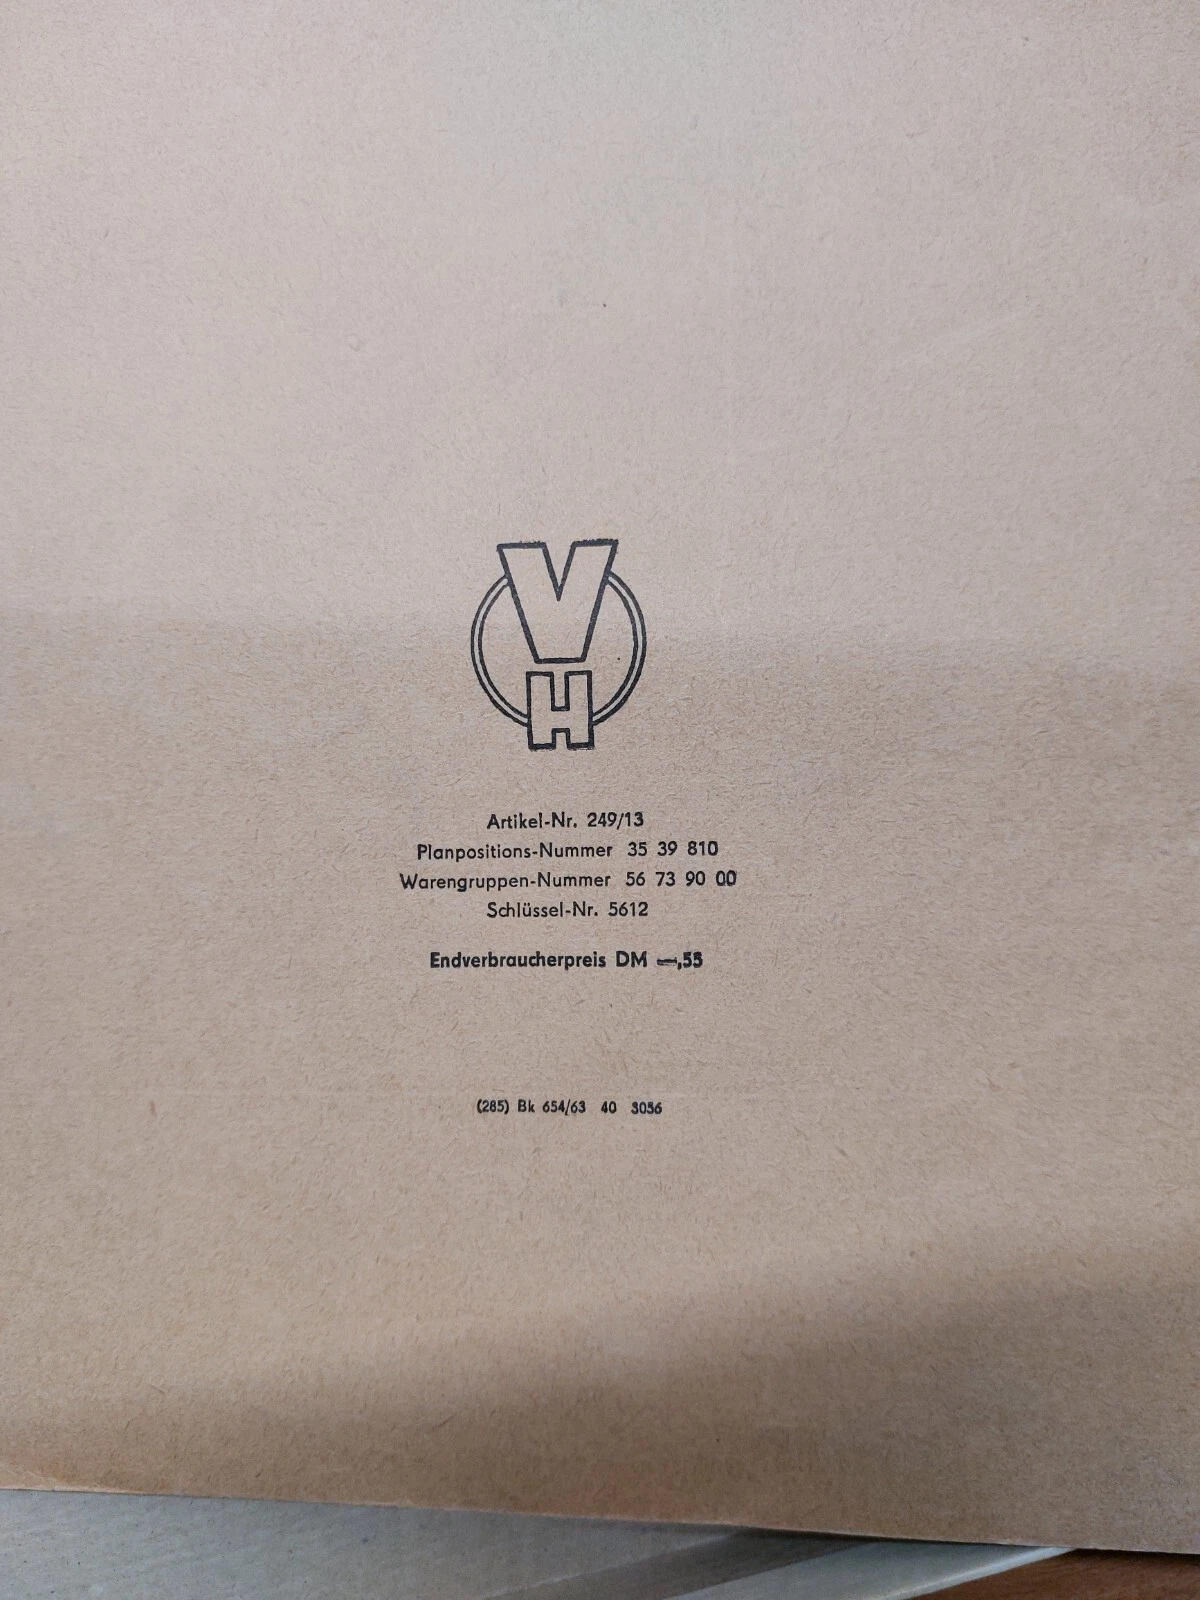 VH
Artikel-Nr. 249/13
Planpositions-Nummer 35 39 810
Warengruppen-Nummer 56 73 90 00
Schlüssel-Nr. 5612
Endverbraucherpreis DM —,55
(285) Bk 654/63 40 3056